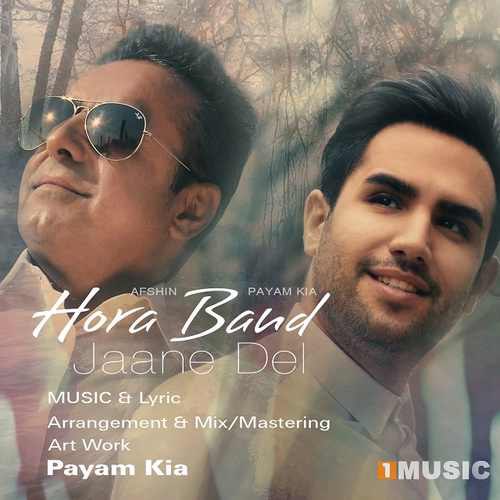 AFSHIN PAYAM KIA
Hora Band
Jaane Del
MUSIC & Lyric
Arrangement & Mix/Mastering
Art Work
Payam Kia
1MUSIC